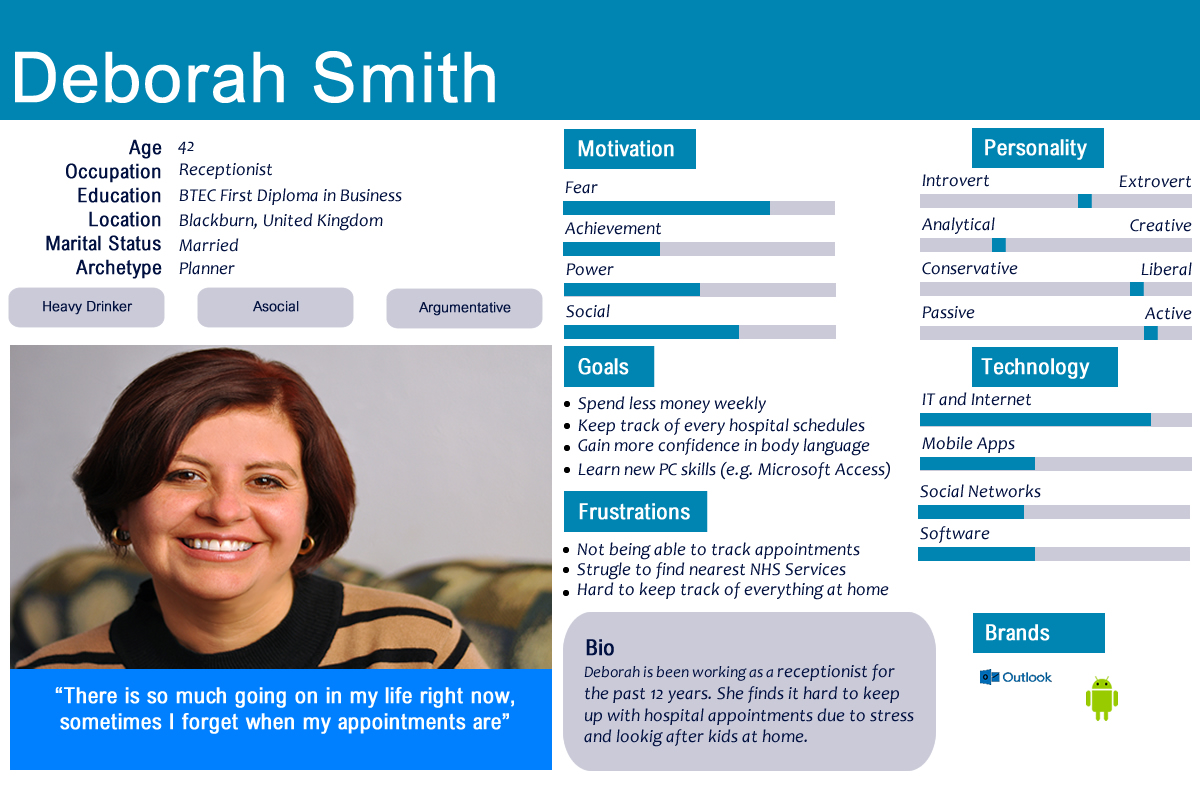 Deborah Smith
Age 42
Occupation Receptionist
Education BTEC First Diploma in Business
Location Blackburn, United Kingdom
Marital Status Married
Archetype Planner
Heavy Drinker Asocial Argumentative
“There is so much going on in my life right now,
sometimes I forget when my appointments are”
Motivation
Fear
Achievement
Power
Social
Goals
Spend less money weekly
Keep track of every hospital schedules
Gain more confidence in body language
Learn new PC skills (e.g. Microsoft Access)
Frustrations
Not being able to track appointments
Strugle to find nearest NHS Services
Hard to keep track of everything at home
Bio
Deborah is been working as a receptionist for
the past 12 years. She finds it hard to keep
up with hospital appointments due to stress
and lookig after kids at home.
Personality
Introvert Extrovert
Analytical Creative
Conservative Liberal
Passive Active
Technology
IT and Internet
Mobile Apps
Social Networks
Software
Brands
Outlook